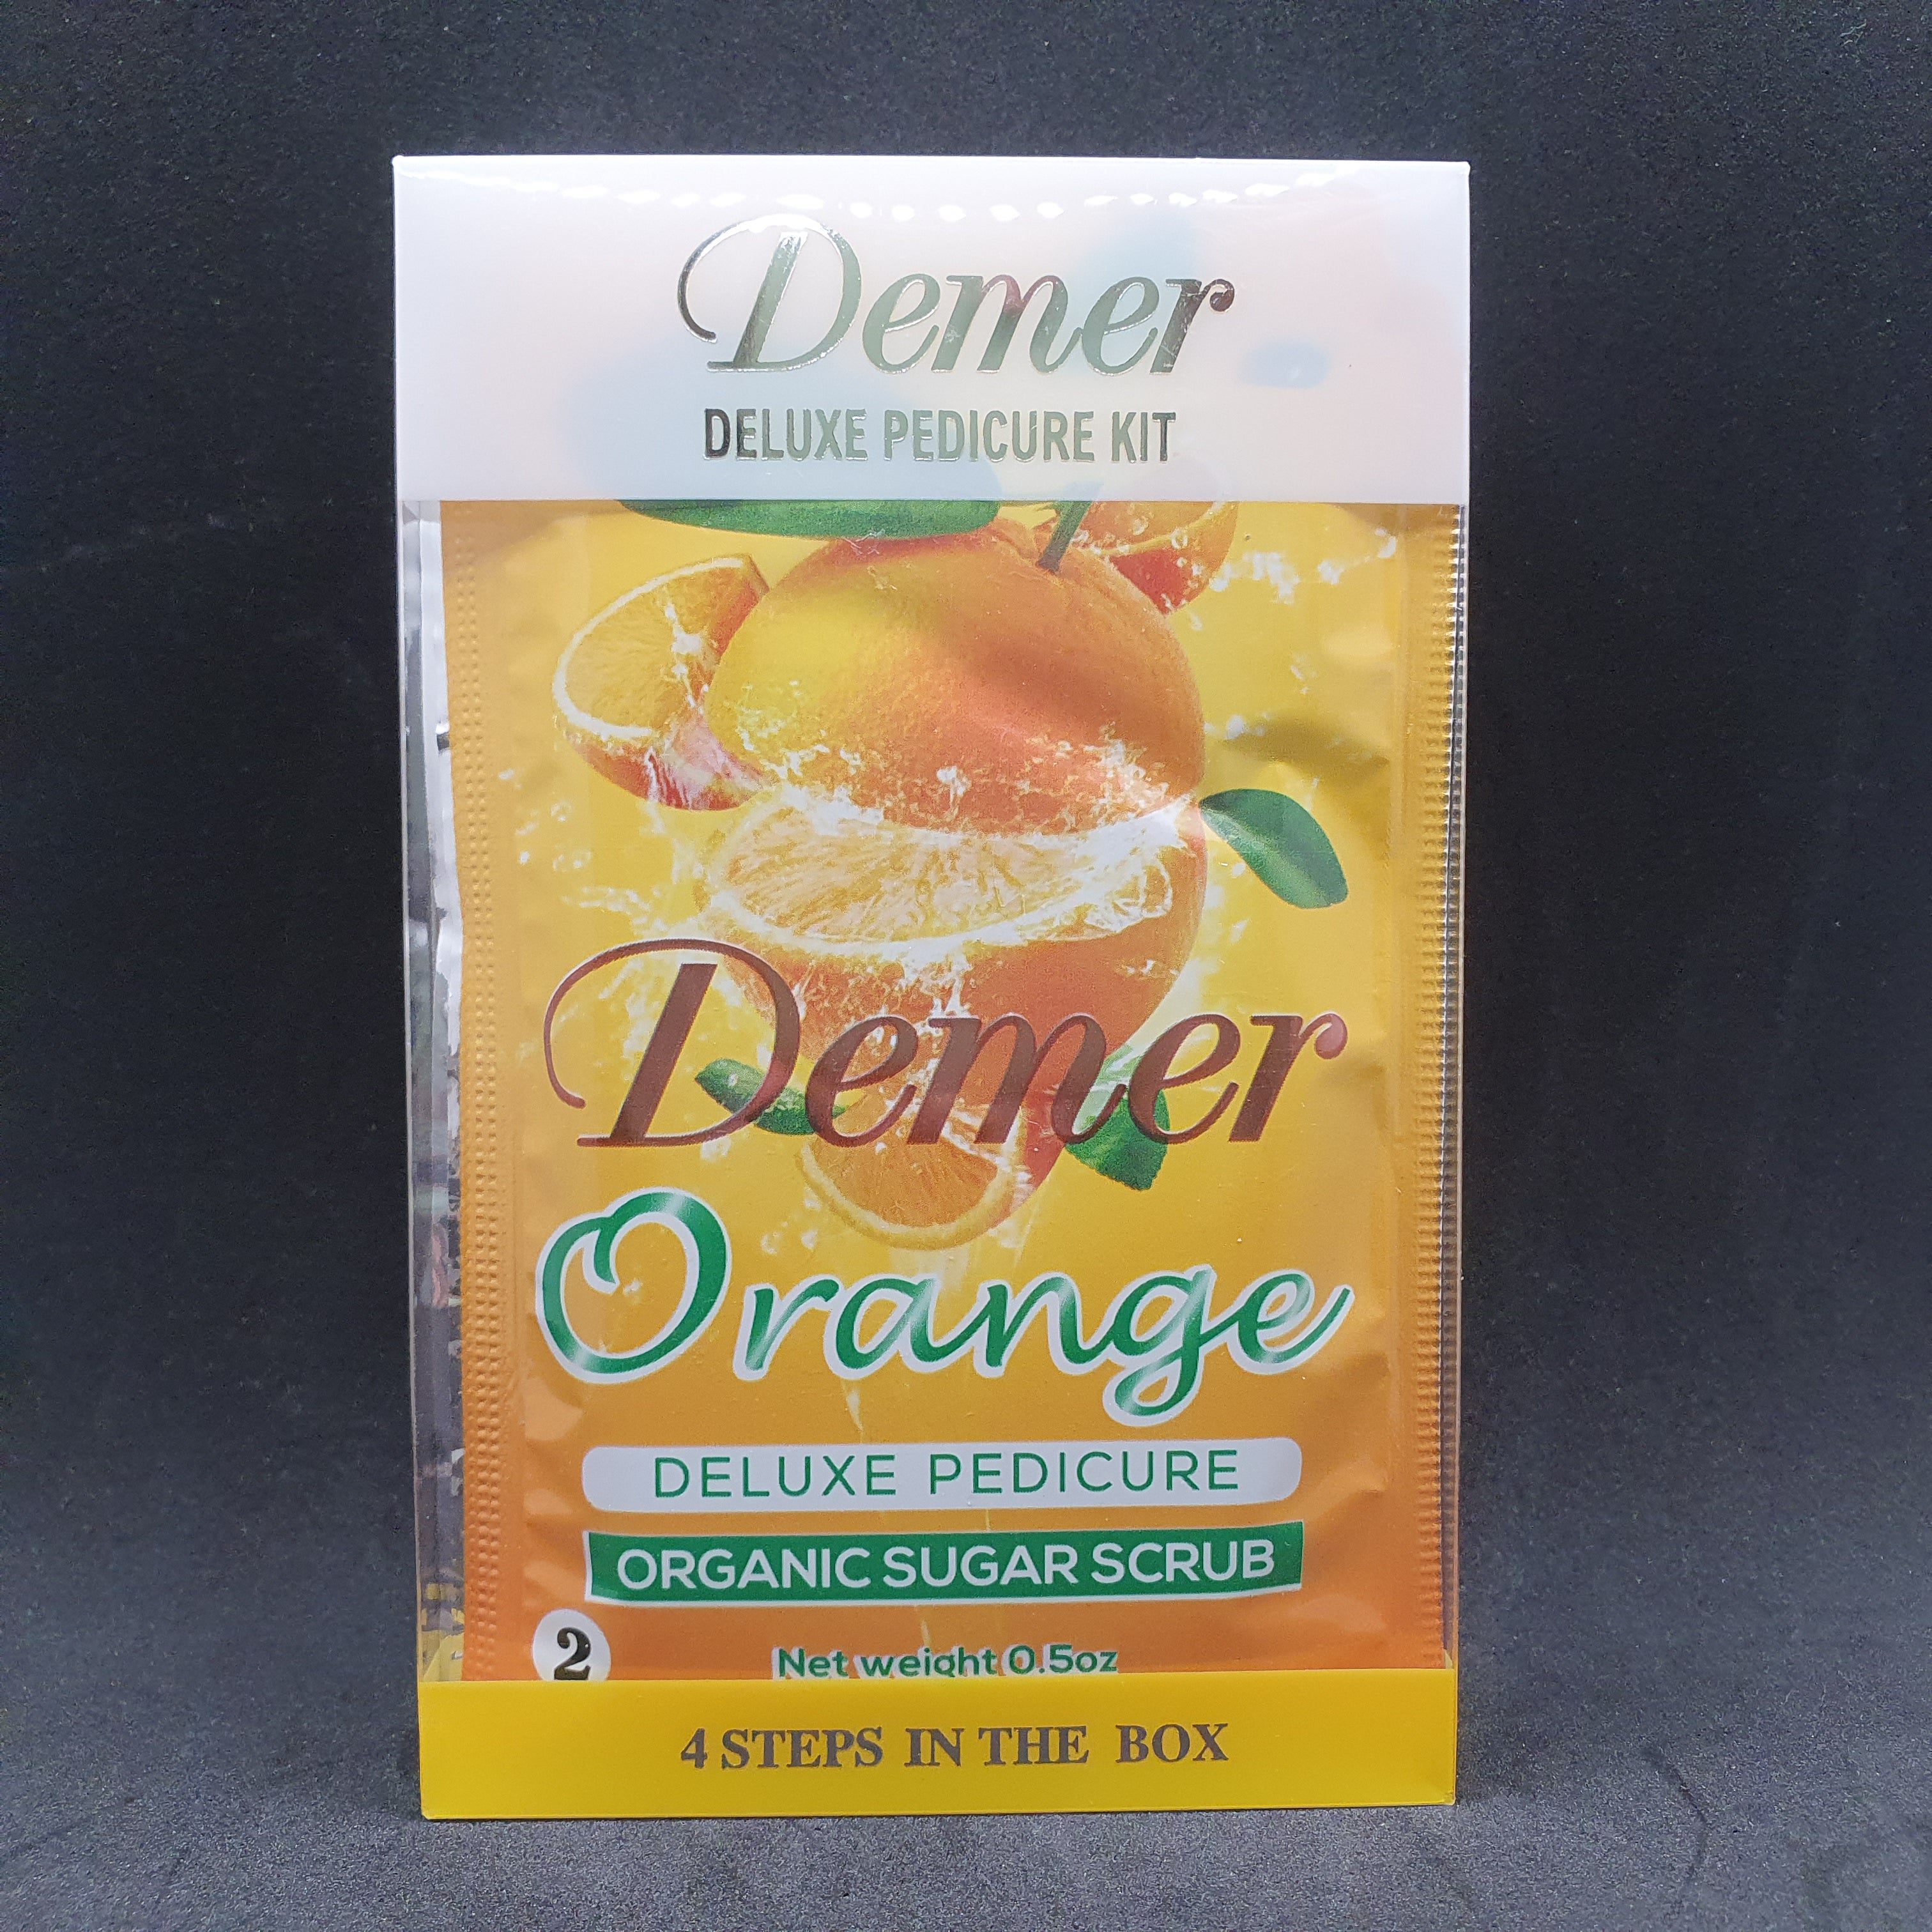 Demer
DELUXE PEDICURE KIT
Demer
Orange
DELUXE PEDICURE
ORGANIC SUGAR SCRUB
2
Net weight 0.5oz
4 STEPS IN THE BOX